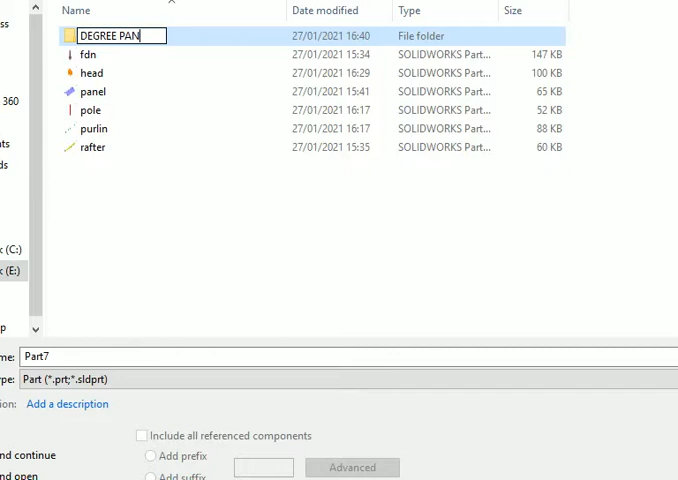 Name Date modified Type Size
DEGREE PAN 27/01/2021 16:40 File folder
fdn 27/01/2021 15:34 SOLIDWORKS Part... 147 KB
head 27/01/2021 16:29 SOLIDWORKS Part... 100 KB
panel 27/01/2021 15:41 SOLIDWORKS Part... 65 KB
pole 27/01/2021 16:17 SOLIDWORKS Part... 52 KB
purlin 27/01/2021 16:17 SOLIDWORKS Part... 88 KB
rafter 27/01/2021 15:35 SOLIDWORKS Part... 60 KB
ss
360
nts
ds
k (C:)
k (E:)
p
me: Part7
ype: Part (*.prt;*.sldprt)
ion: Add a description
Include all referenced components
nd continue Add prefix
Advanced
nd open Add suffix